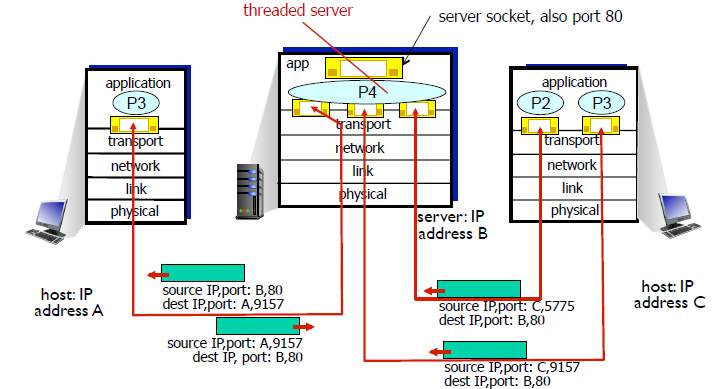 threaded server
server socket, also port 80
application
P3
transport
network
link
physical
host: IP
address A
app
P4
transport
network
link
physical
server: IP
address B
application
P2 P3
transport
network
link
physical
host: IP
address C
source IP,port: B,80
dest IP,port: A,9157
source IP,port: A,9157
dest IP, port: B,80
source IP,port: C,5775
dest IP,port: B,80
source IP,port: C,9157
dest IP,port: B,80